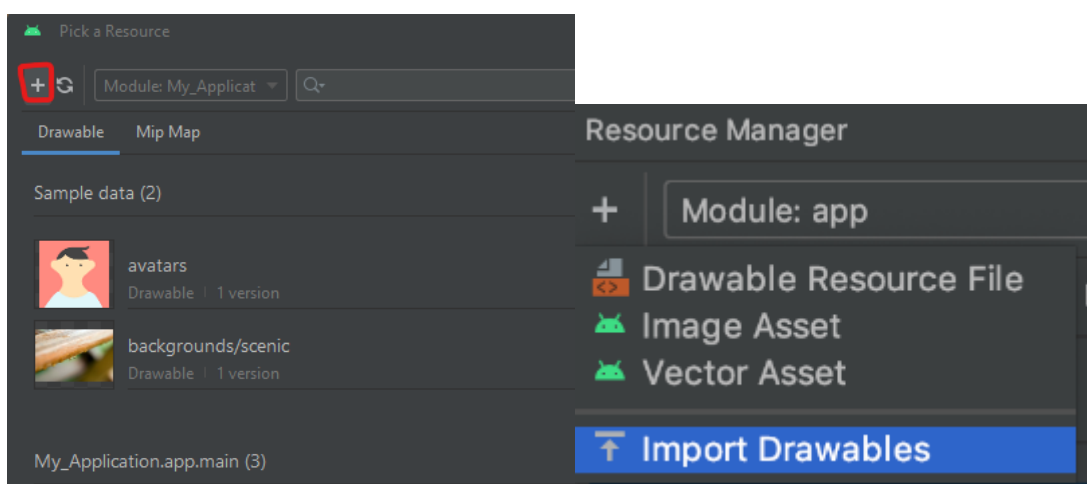 Pick a Resource
Module: My_Applicat
Drawable Mip Map
Sample data (2)
avatars
Drawable | 1 version
backgrounds/scenic
Drawable | 1 version
My_Application.app.main (3)
Resource Manager
Module: app
Drawable Resource File
Image Asset
Vector Asset
Import Drawables